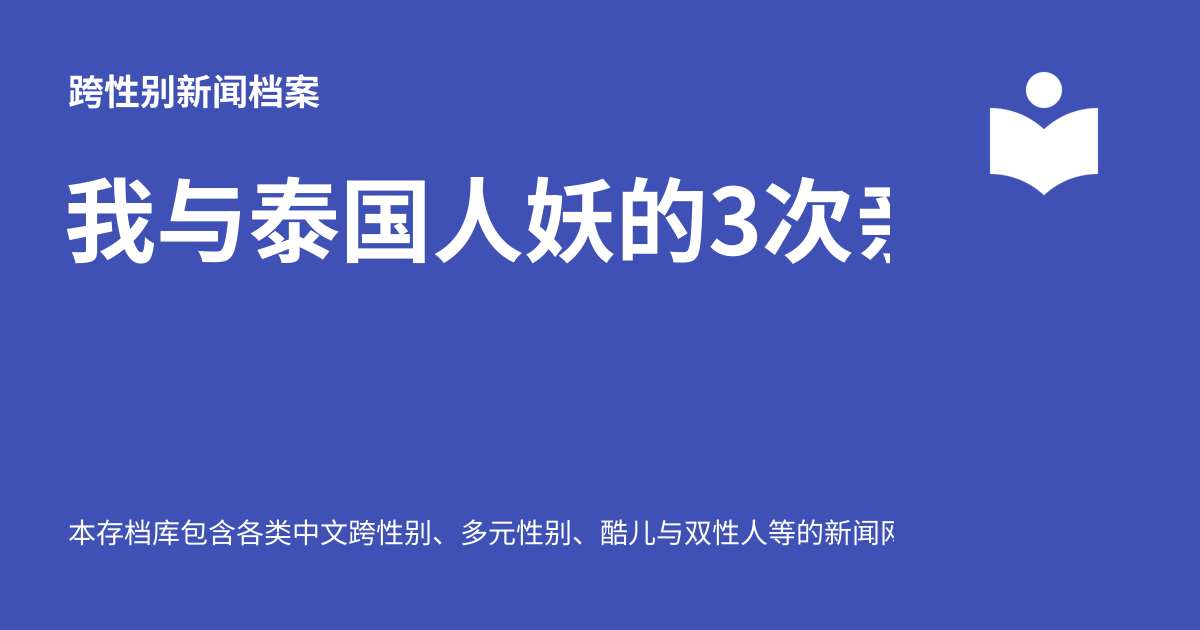 跨性别新闻档案
我与泰国人妖的3次
本存档库包含各类中文跨性别、多元性别、酷儿与双性人等的新闻网